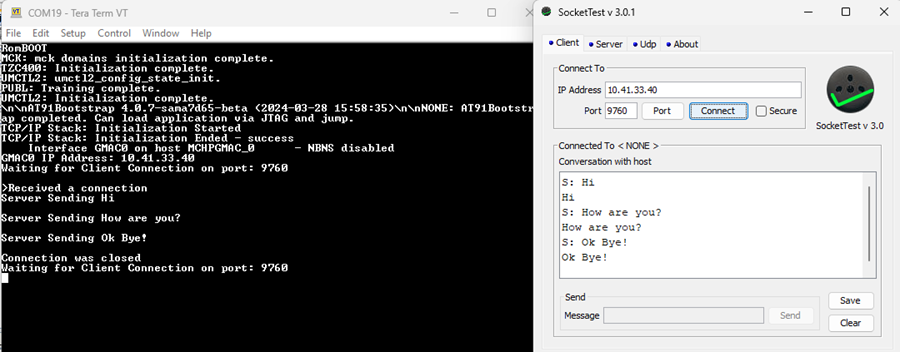 COM19 - Tera Term VT
File Edit Setup Control Window Help
RomBOOT
MCK: mck domains initialization complete.
TZC400: Initialization complete.
UMCTL2: umctl2_config_state_init.
PUBL: Training complete.
UMCTL2: Initialization complete.
\n\nAT91Bootstrap 4.0.7-sama7d65-beta (2024-03-28 15:58:35)\n\nNONE: AT91Bootstr
ap completed. Can load application via JTAG and jump.
TCP/IP Stack: Initialization Started
TCP/IP Stack: Initialization Ended - success
Interface GMAC0 on host MCHPGMAC_0 - NBNS disabled
GMAC0 IP Address: 10.41.33.40
Waiting for Client Connection on port: 9760
>Received a connection
Server Sending Hi
Server Sending How are you?
Server Sending Ok Bye!
Connection was closed
Waiting for Client Connection on port: 9760
SocketTest v 3.0.1
Client Server Udp About
Connect To
IP Address 10.41.33.40
Port 9760 Port Connect Secure
SocketTest v 3.0
Connected To < NONE >
Conversation with host
S: Hi
Hi
S: How are you?
How are you?
S: Ok Bye!
Ok Bye!
Send
Message Send
Save
Clear